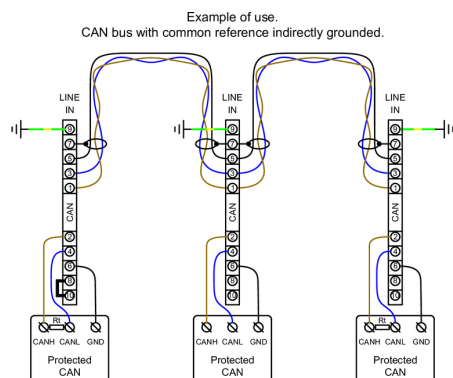 Example of use.
CAN bus with common reference indirectly grounded.
LINE IN
9
7
5
3
1
CAN
2
4
6
8
10
Rt
CANH CANL GND
Protected
CAN
LINE IN
9
7
5
3
1
CAN
2
4
6
8
10
CANH CANL GND
Protected
CAN
LINE IN
9
7
5
3
1
CAN
2
4
6
8
10
Rt
CANH CANL GND
Protected
CAN